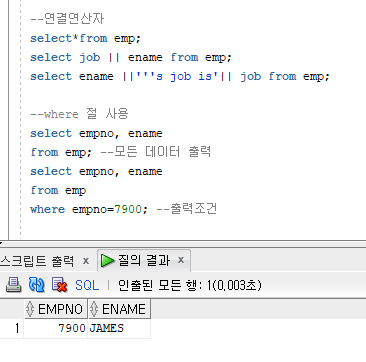 --연결연산자
select*from emp;
select job || ename from emp;
select ename ||'''s job is'|| job from emp;
--where 절 사용
select empno, ename
from emp; --모든 데이터 출력
select empno, ename
from emp
where empno=7900; --출력조건
스크립트 출력 x 질의 결과 x
SQL | 인출된 모든 행: 1(0,003초)
EMPNO ENAME
1 7900 JAMES